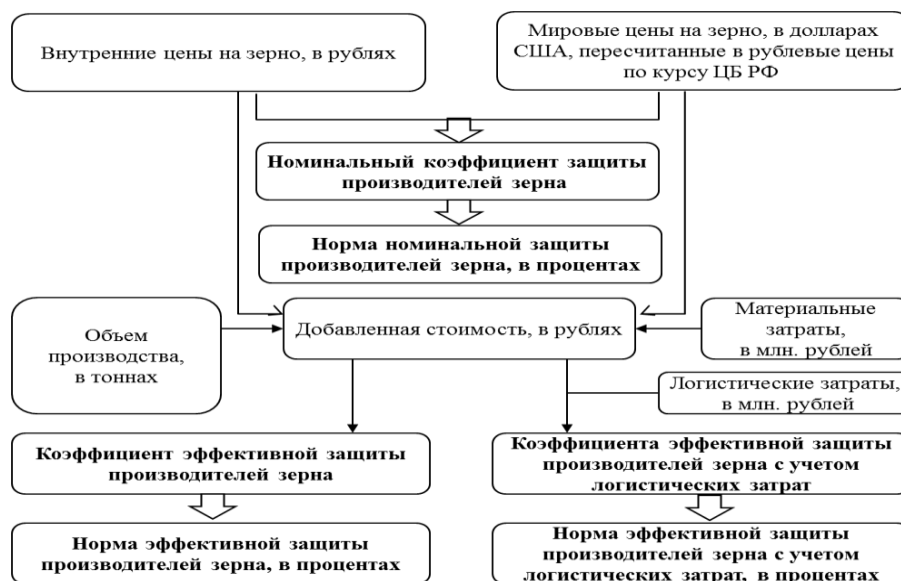 Внутренние цены на зерно, в рублях
Мировые цены на зерно, в долларах
США, пересчитанные в рублевые цены
по курсу ЦБ РФ
Номинальный коэффициент защиты
производителей зерна
Норма номинальной защиты
производителей зерна, в процентах
Объем
производства,
в тоннах
Добавленная стоимость, в рублях
Материальные
затраты,
в млн. рублей
Логистические затраты,
в млн. рублей
Коэффициент эффективной защиты
производителей зерна
Коэффициента эффективной защиты
производителей зерна с учетом
логистических затрат
Норма эффективной защиты
производителей зерна, в процентах
Норма эффективной защиты
производителей зерна с учетом
логистических затрат, в процентах